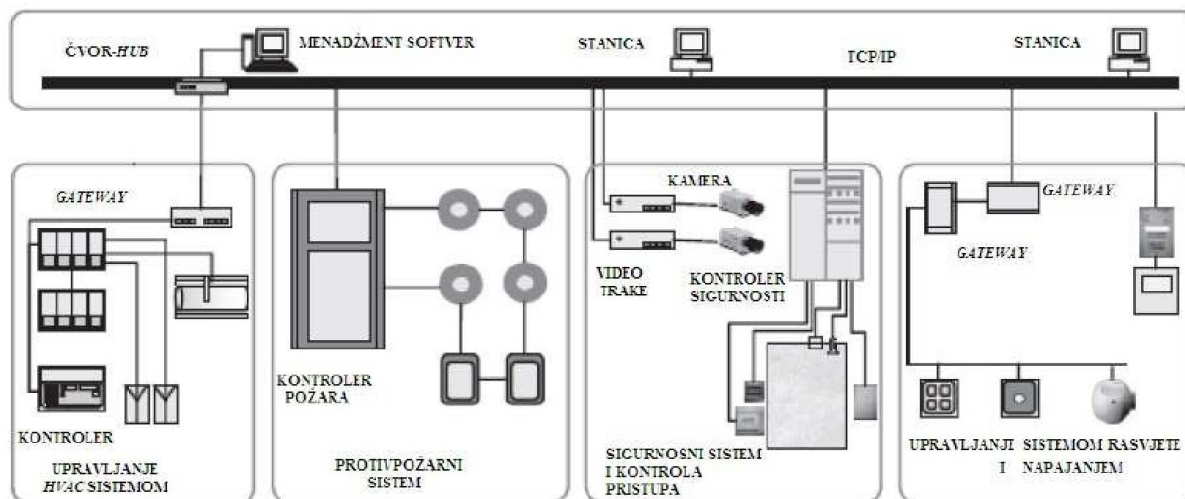 ČVOR-HUB
MENADŽMENT SOFTVER
STANICA
TCP/IP
STANICA
GATEWAY
KONTROLER
UPRAVLJANJE
HVAC SISTEMOM
KONTROLER
POŽARA
PROTIVPOŽARNI
SISTEM
KAMERA
VIDEO
TRAKE
KONTROLER
SIGURNOSTI
SIGURNOSNI SISTEM
I KONTROLA
PRISTUPA
GATEWAY
GATEWAY
UPRAVLJANJE SISTEMOM RASVJETE
I NAPAJANJEM